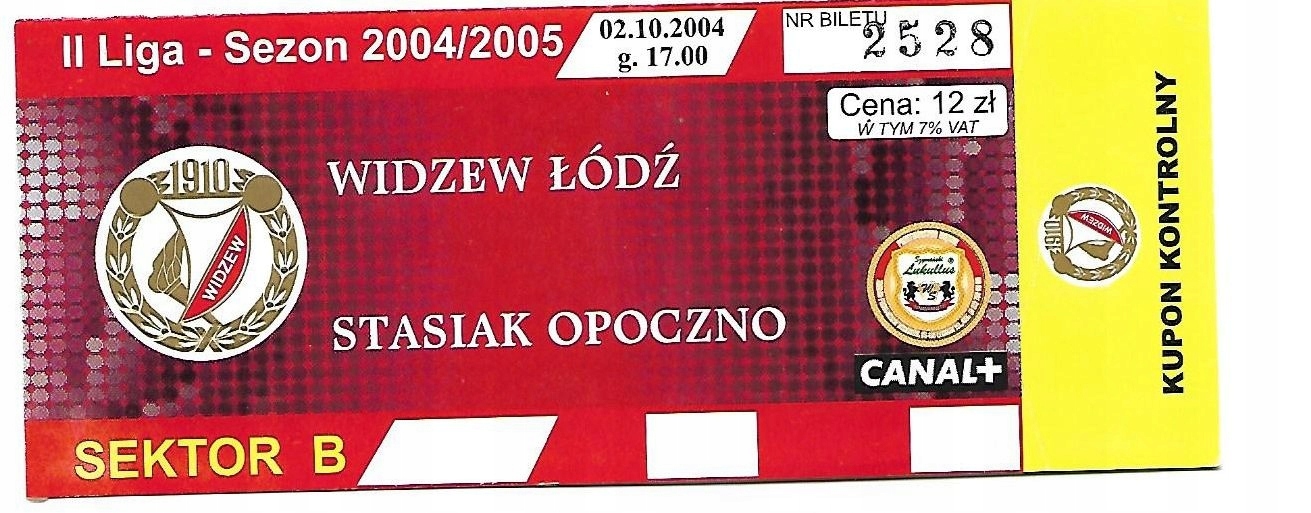 II Liga - Sezon 2004/2005
02.10.2004
g. 17.00
NR BILETU
2528
Cena: 12 zł
W TYM 7% VAT
1910
WIDZEW
WIDZEW ŁÓDŹ
STASIAK OPOCZNO
Lukullus
WS
CANAL+
SEKTOR B
1910
WIDZEW
KUPON KONTROLNY